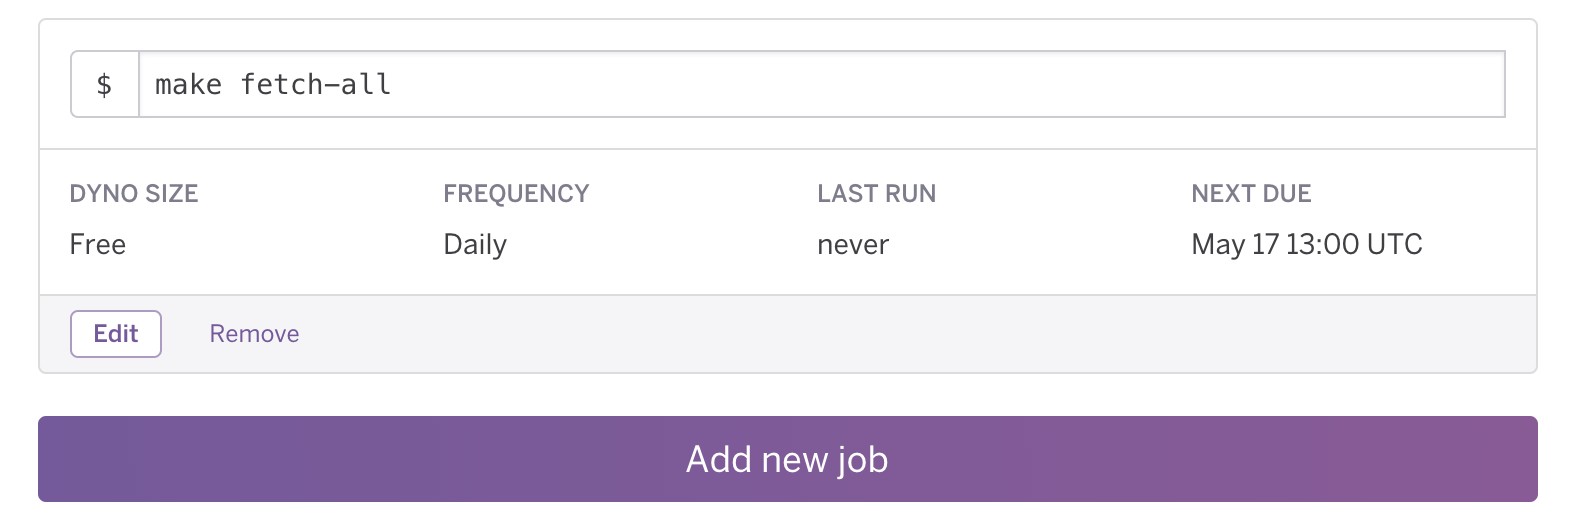 $ make fetch-all
DYNO SIZE FREQUENCY LAST RUN NEXT DUE
Free Daily never May 17 13:00 UTC
Edit Remove
Add new job